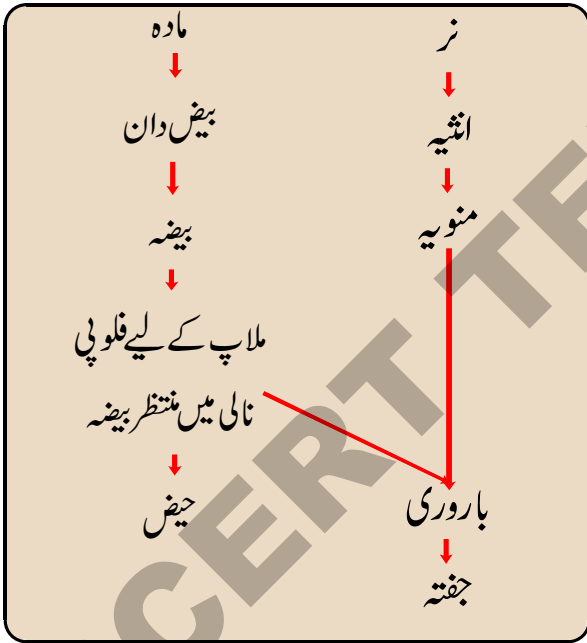 نر
مادہ
انثیہ
بیض دان
منویہ
بیضہ
ملاپ کے لیے فلوپی
نالی میں منتظر بیضہ
باروری
حیض
جفتہ
CERT TE